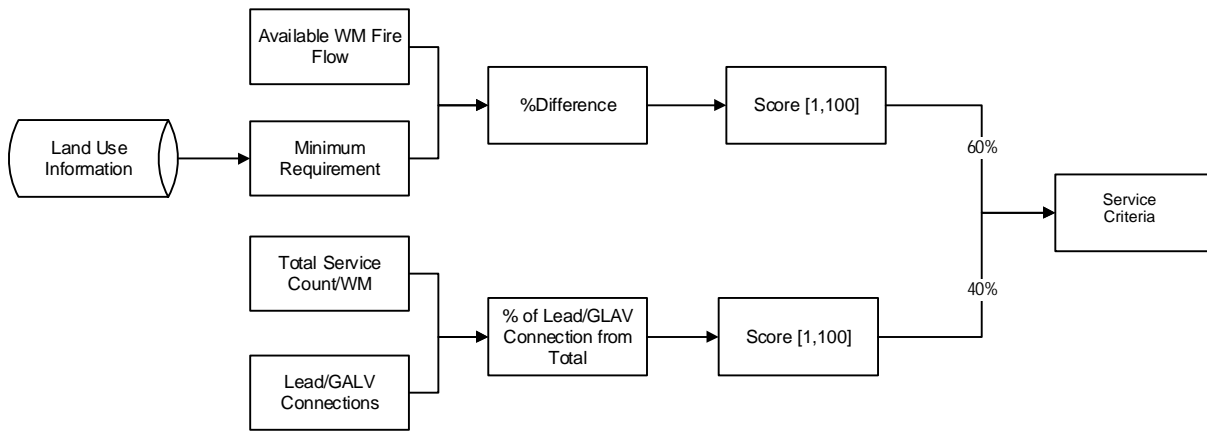 Available WM Fire
Flow
Land Use
Information
Minimum
Requirement
%Difference
Score [1,100]
60%
Service
Criteria
Total Service
Count/WM
Lead/GALV
Connections
% of Lead/GLAV
Connection from
Total
Score [1,100]
40%